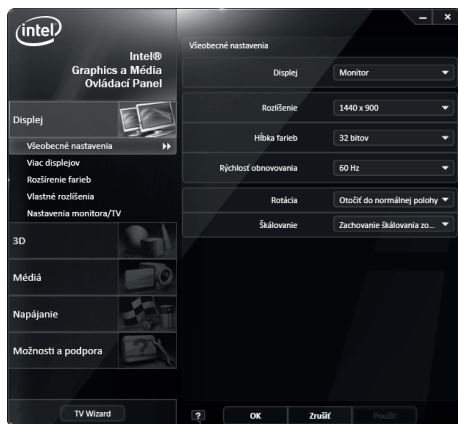 intel
Intel®
Graphics a Média
Ovládací Panel
Displej
Všeobecné nastavenia
Viac displejov
Rozšírenie farieb
Vlastné rozlíšenia
Nastavenia monitora/TV
3D
Médiá
Napájanie
Možnosti a podpora
TV Wizard
Všeobecné nastavenia
Displej Monitor
Rozlíšenie 1440 x 900
Hĺbka farieb 32 bitov
Rýchlosť obnovovania 60 Hz
Rotácia Otočiť do normálnej polohy
Škálovanie Zachovanie škálovania zo...
? OK Zrušiť Použiť